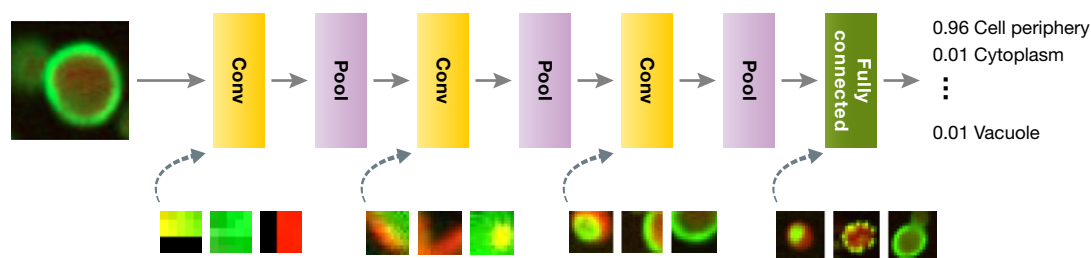 Conv
Pool
Conv
Pool
Conv
Pool
Fully
connected
0.96 Cell periphery
0.01 Cytoplasm
0.01 Vacuole